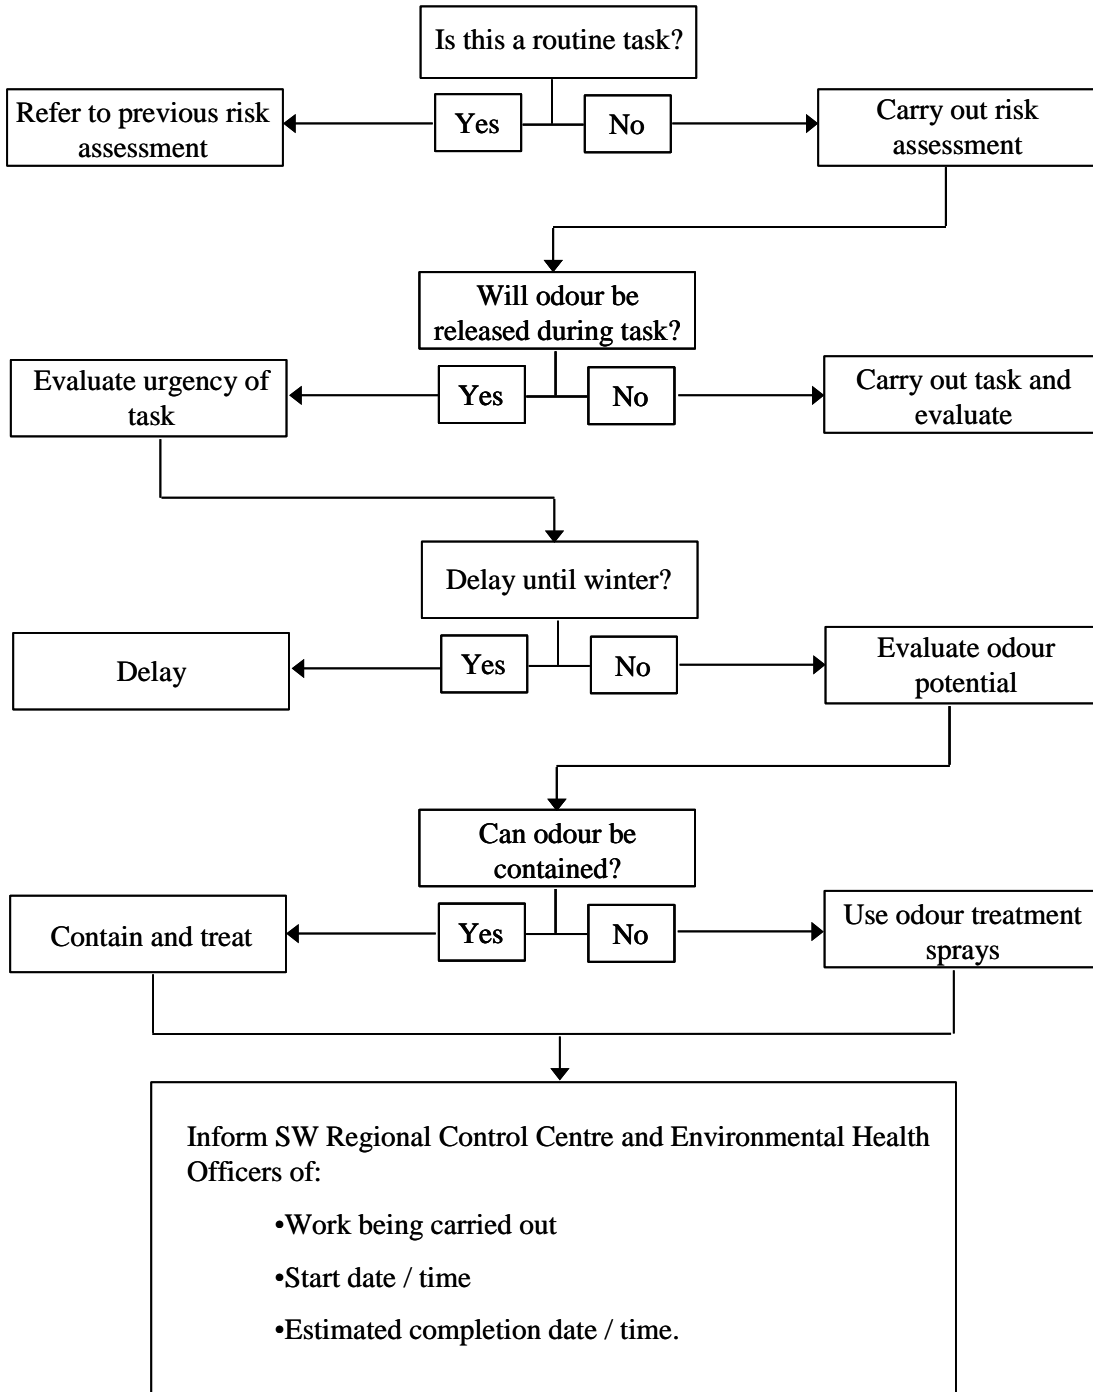 Is this a routine task?
Refer to previous risk
assessment
Yes
No
Carry out risk
assessment
Will odour be
released during task?
Evaluate urgency of
task
Yes
No
Carry out task and
evaluate
Delay until winter?
Delay
Yes
No
Evaluate odour
potential
Can odour be
contained?
Contain and treat
Yes
No
Use odour treatment
sprays
Inform SW Regional Control Centre and Environmental Health
Officers of:
•Work being carried out
•Start date / time
•Estimated completion date / time.